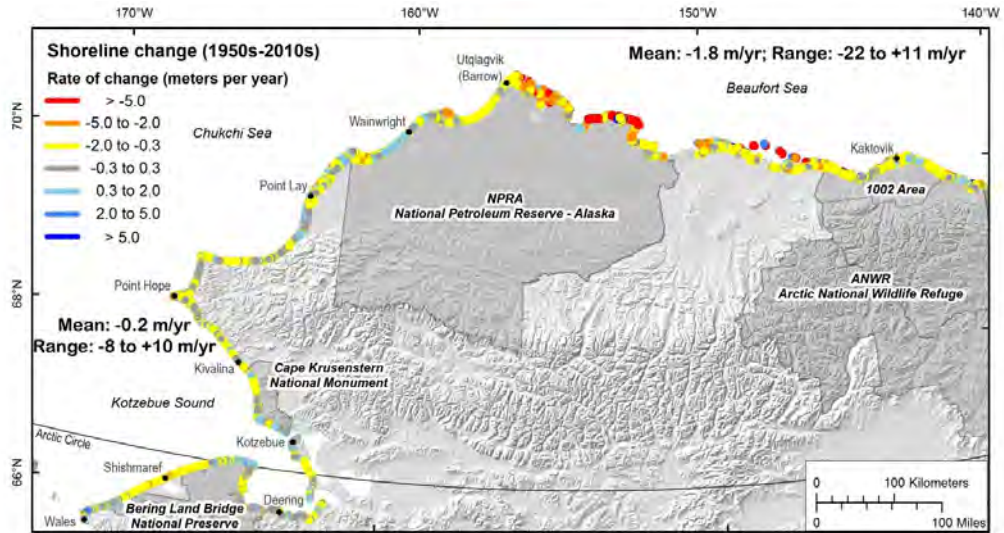 170°W
160°W
150°W
140°W
Shoreline change (1950s-2010s)
Rate of change (meters per year)
> -5.0
-5.0 to -2.0
-2.0 to -0.3
-0.3 to 0.3
0.3 to 2.0
2.0 to 5.0
> 5.0
Mean: -1.8 m/yr; Range: -22 to +11 m/yr
Utqiagvik
(Barrow)
Beaufort Sea
70°N
70°N
Chukchi Sea
Wainwright
Kaktovik
Point Lay
1002 Area
NPRA
National Petroleum Reserve - Alaska
ANWR
Arctic National Wildlife Refuge
68°N
68°N
Point Hope
Mean: -0.2 m/yr
Range: -8 to +10 m/yr
Kivalina
Cape Krusenstern
National Monument
Kotzebue Sound
Arctic Circle
Kotzebue
66°N
66°N
Shishmaref
Deering
Bering Land Bridge
National Preserve
Wales
0 100 Kilometers
0 100 Miles